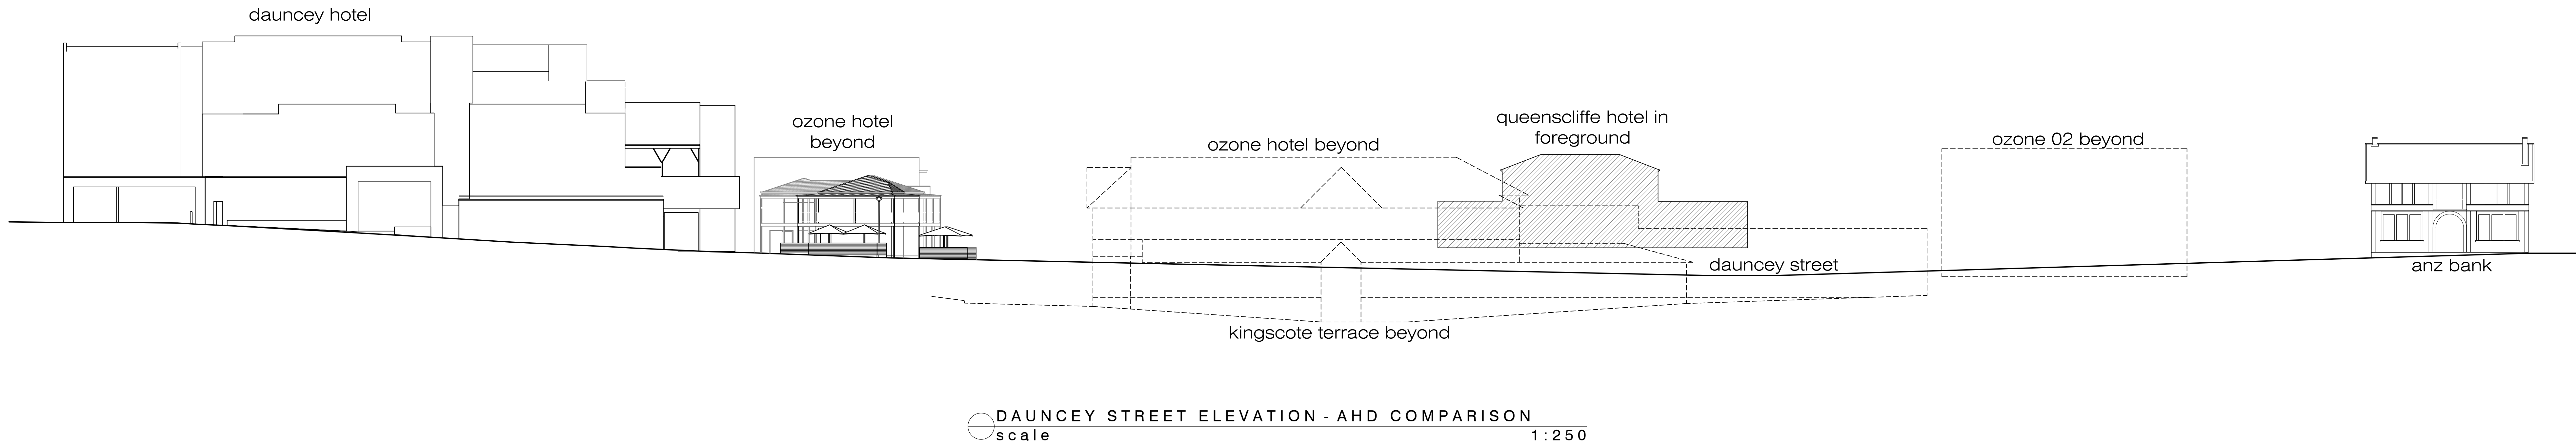 dauncey hotel
ozone hotel
beyond
ozone hotel beyond
queenscliffe hotel in
foreground
ozone 02 beyond
dauncey street
anz bank
kingscote terrace beyond
DAUNCEY STREET ELEVATION - AHD COMPARISON
scale 1:250